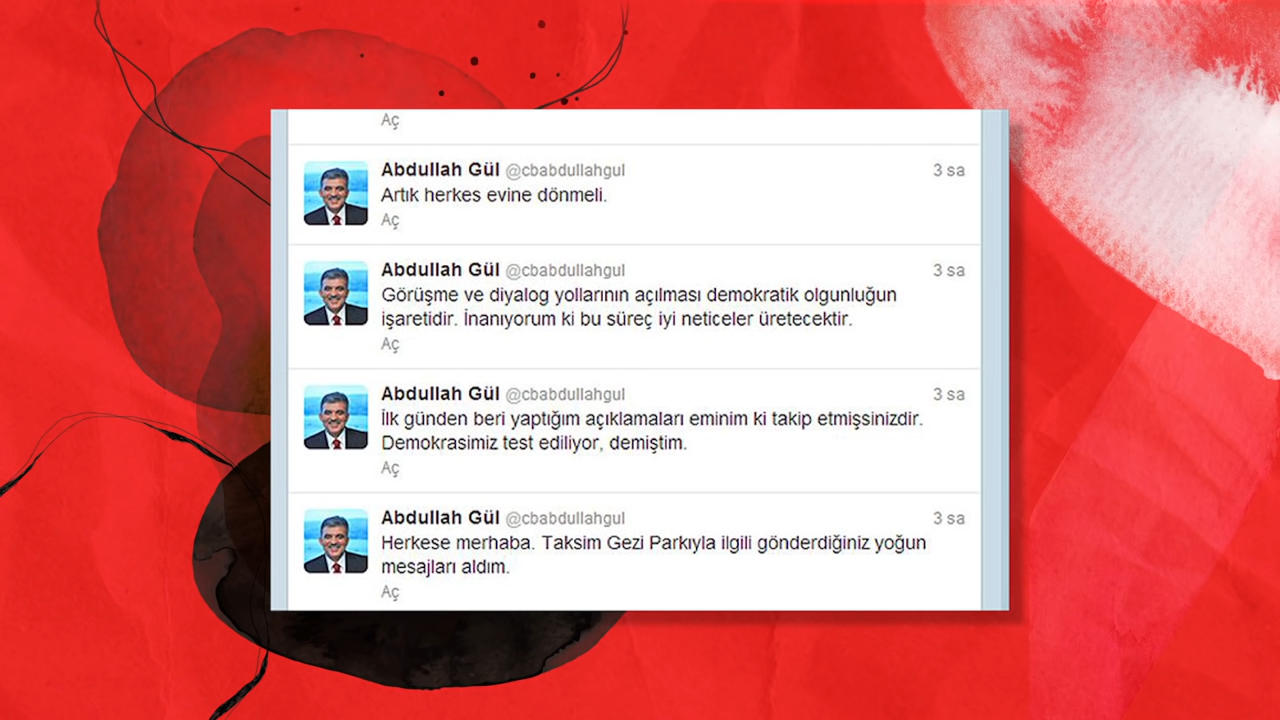 Aç
Abdullah Gül @cbabdullahgul 3 sa
Artık herkes evine dönmeli.
Aç
Abdullah Gül @cbabdullahgul 3 sa
Görüşme ve diyalog yollarının açılması demokratik olgunluğun
işaretidir. İnanıyorum ki bu süreç iyi neticeler üretecektir.
Aç
Abdullah Gül @cbabdullahgul 3 sa
İlk günden beri yaptığım açıklamaları eminim ki takip etmişsinizdir.
Demokrasimiz test ediliyor, demiştim.
Aç
Abdullah Gül @cbabdullahgul 3 sa
Herkese merhaba. Taksim Gezi Parkıyla ilgili gönderdiğiniz yoğun
mesajları aldım.
Aç